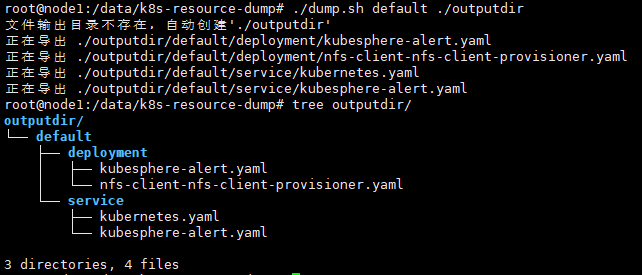 root@node1:/data/k8s-resource-dump# ./dump.sh default ./outputdir
文件输出目录不存在，自动创建'./outputdir'
正在导出 ./outputdir/default/deployment/kubesphere-alert.yaml
正在导出 ./outputdir/default/deployment/nfs-client-nfs-client-provisioner.yaml
正在导出 ./outputdir/default/service/kubernetes.yaml
正在导出 ./outputdir/default/service/kubesphere-alert.yaml
root@node1:/data/k8s-resource-dump# tree outputdir/
outputdir/
└── default
    ├── deployment
    │   ├── kubesphere-alert.yaml
    │   └── nfs-client-nfs-client-provisioner.yaml
    └── service
        ├── kubernetes.yaml
        └── kubesphere-alert.yaml
3 directories, 4 files